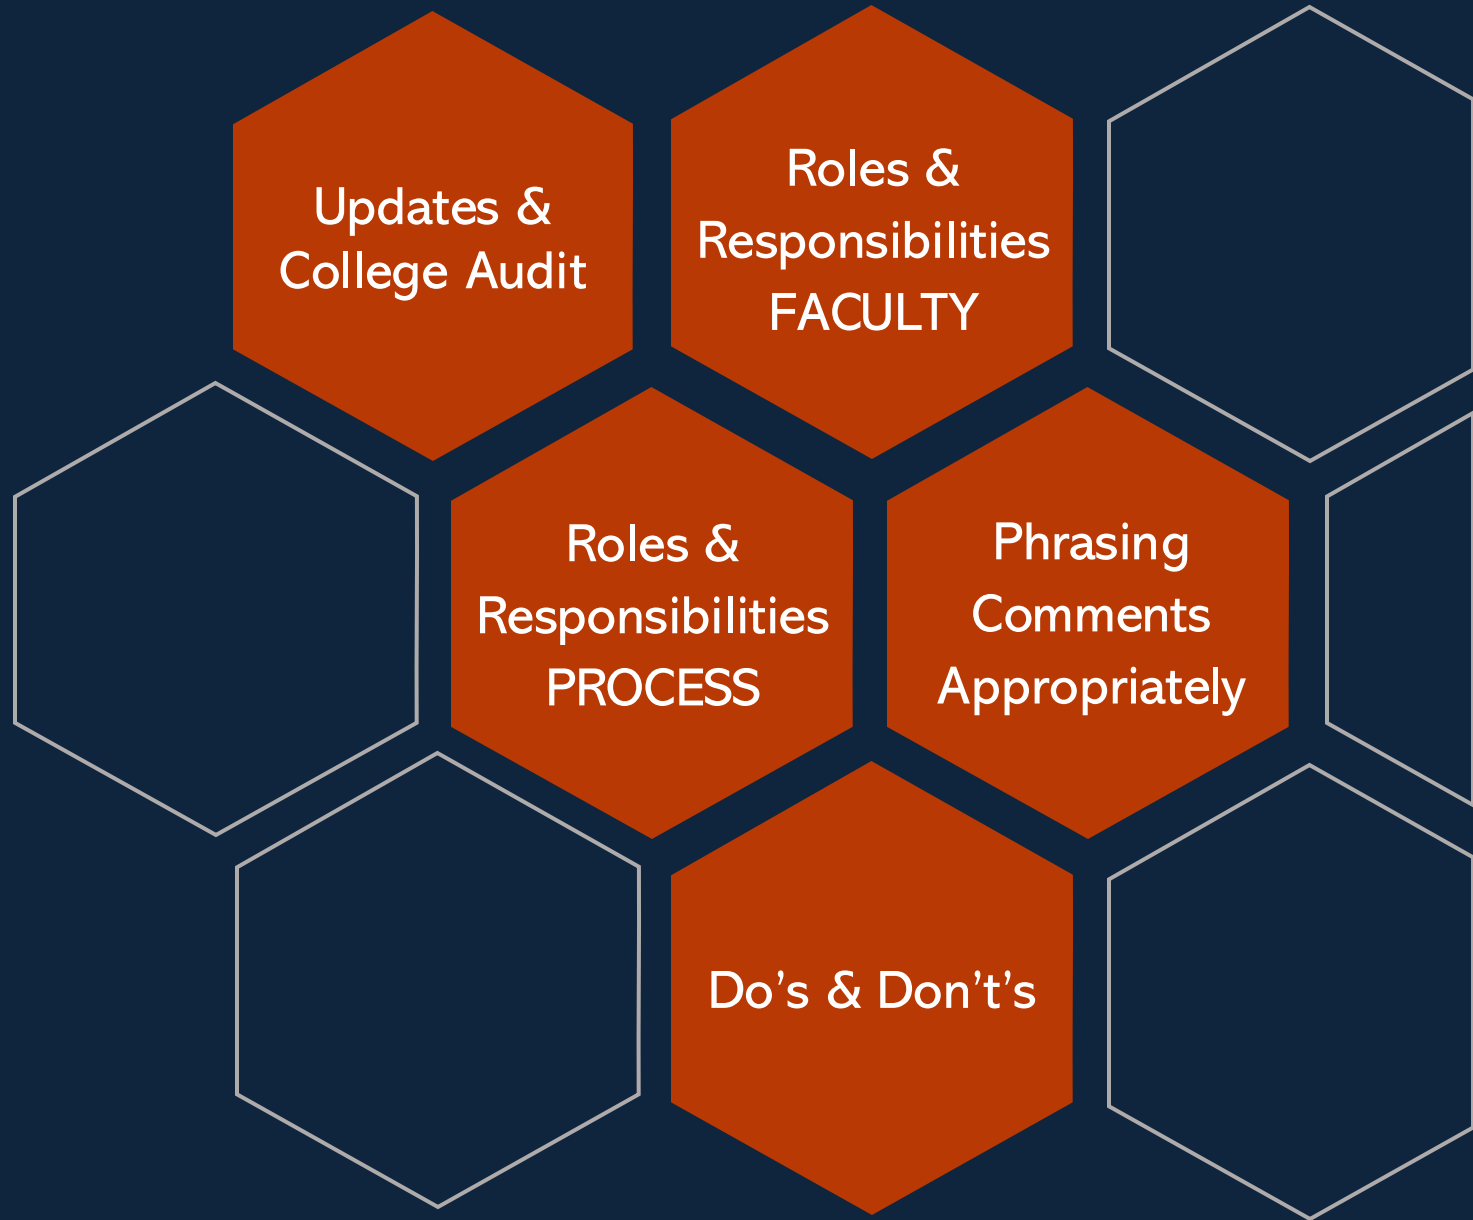 Updates &
College Audit
Roles &
Responsibilities
FACULTY
Roles &
Responsibilities
PROCESS
Phrasing
Comments
Appropriately
Do’s & Don’t’s